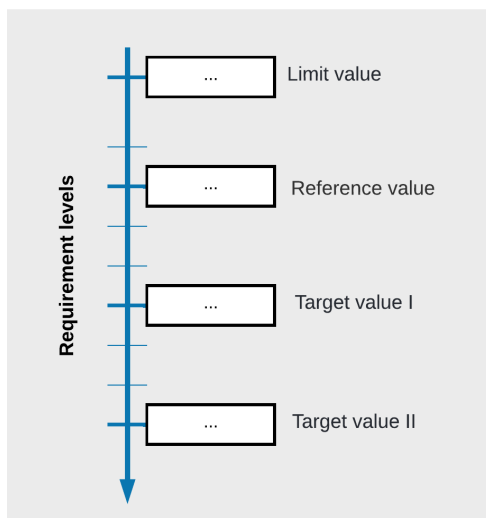 Requirement levels
... Limit value
... Reference value
... Target value I
... Target value II